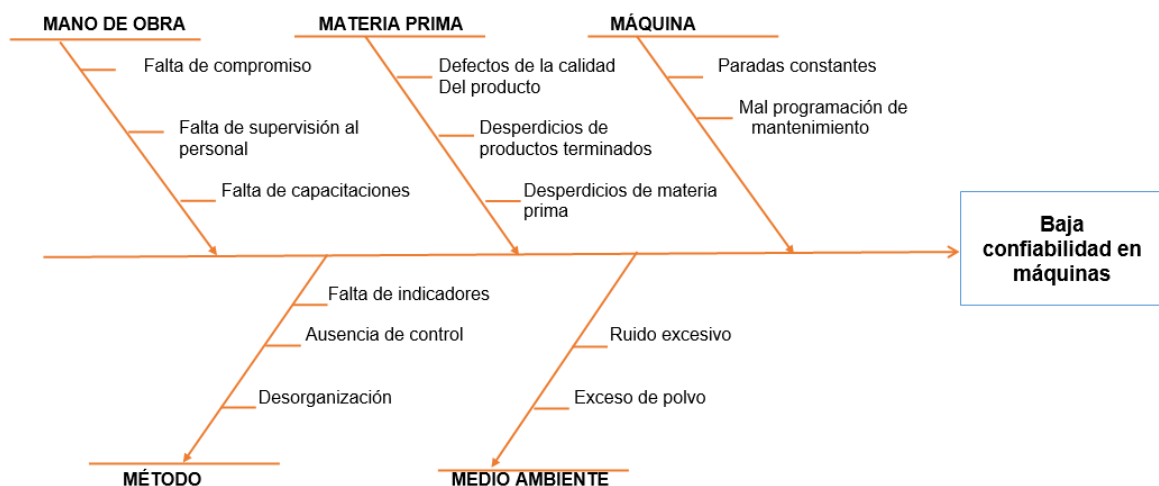 MANO DE OBRA
MATERIA PRIMA
MÁQUINA
Falta de compromiso
Falta de supervisión al
personal
Falta de capacitaciones
Defectos de la calidad
Del producto
Desperdicios de
productos terminados
Desperdicios de materia
prima
Paradas constantes
Mal programación de
mantenimiento
Baja
confiabilidad en
máquinas
Falta de indicadores
Ausencia de control
Desorganización
Ruido excesivo
Exceso de polvo
MÉTODO
MEDIO AMBIENTE